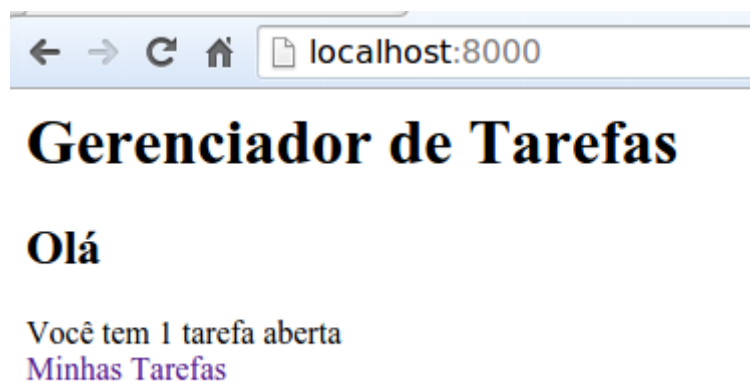 localhost:8000
Gerenciador de Tarefas
Olá
Você tem 1 tarefa aberta
Minhas Tarefas